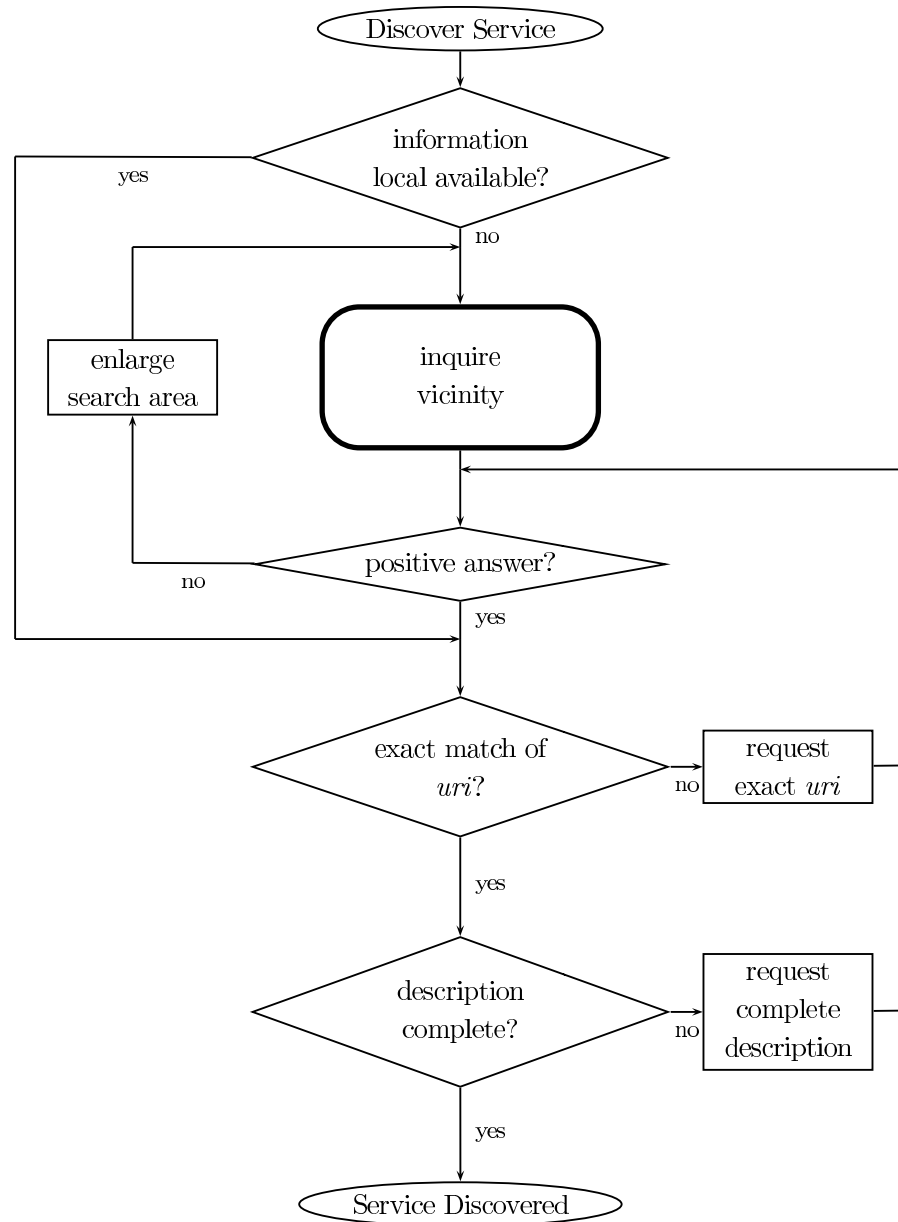 Discover Service
information
local available?
yes
no
inquire
vicinity
enlarge
search area
positive answer?
no
yes
exact match of
uri?
no
request
exact uri
yes
description
complete?
no
request
complete
description
yes
Service Discovered